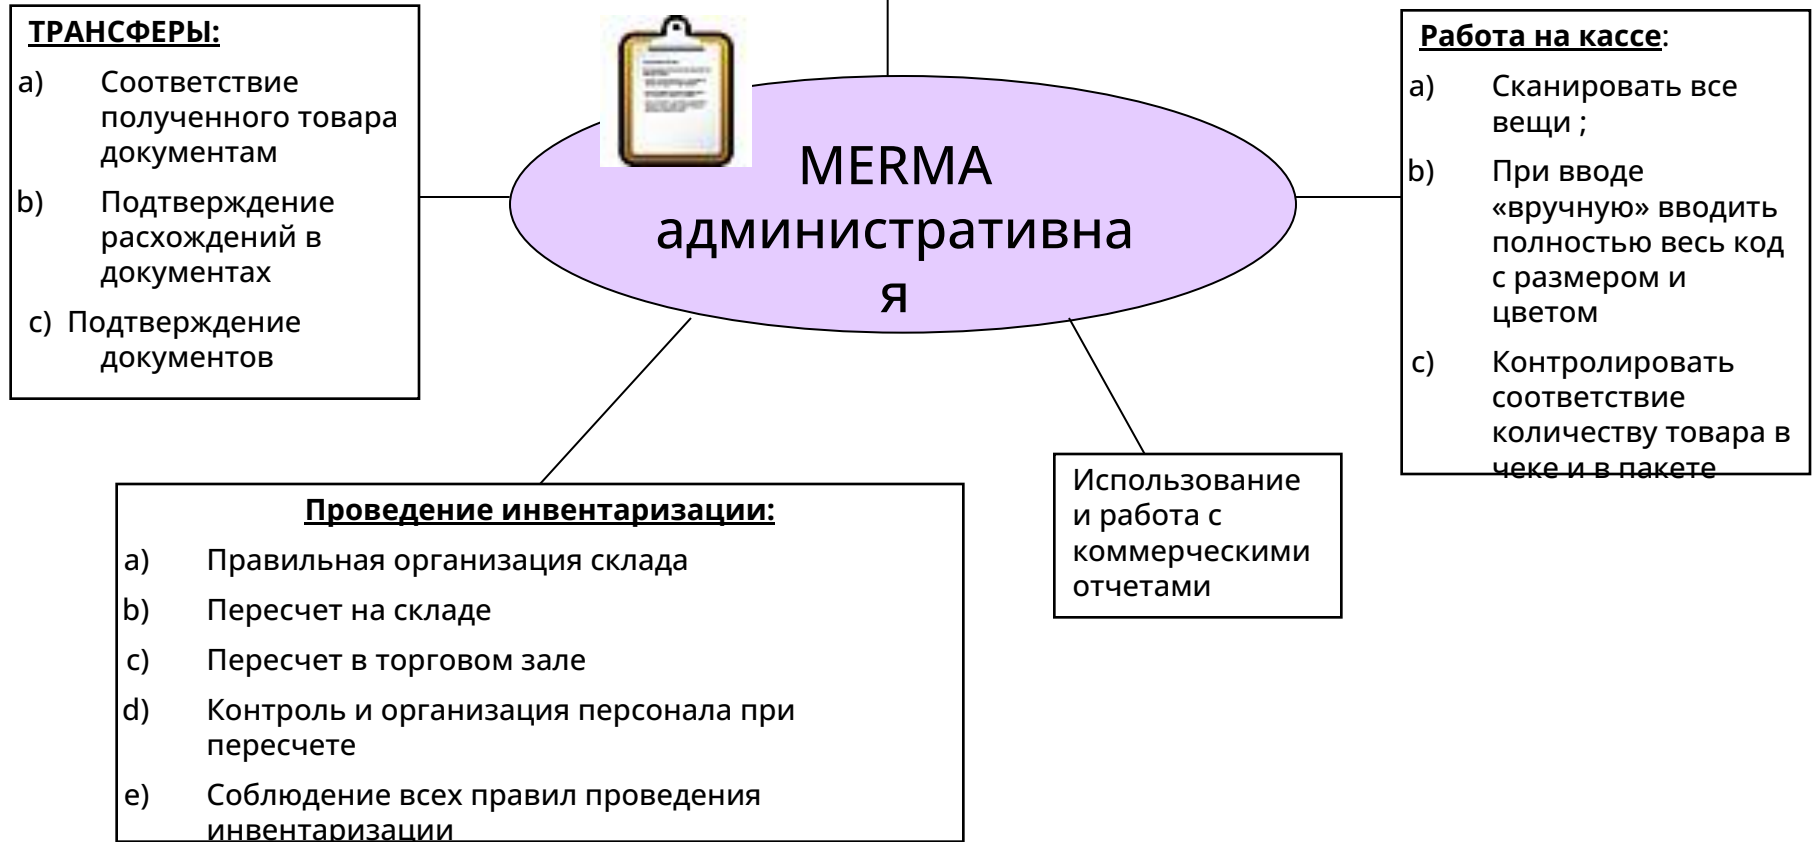 ТРАНСФЕРЫ:
a) Соответствие
полученного товара
документам
b) Подтверждение
расхождений в
документах
c) Подтверждение
документов
MERMA
административна
я
Работа на кассе:
a) Сканировать все
вещи ;
b) При вводе
«вручную» вводить
полностью весь код
с размером и
цветом
c) Контролировать
соответствие
количеству товара в
чеке и в пакете
Проведение инвентаризации:
a) Правильная организация склада
b) Пересчет на складе
c) Пересчет в торговом зале
d) Контроль и организация персонала при
пересчете
e) Соблюдение всех правил проведения
инвентаризации
Использование
и работа с
коммерческими
отчетами